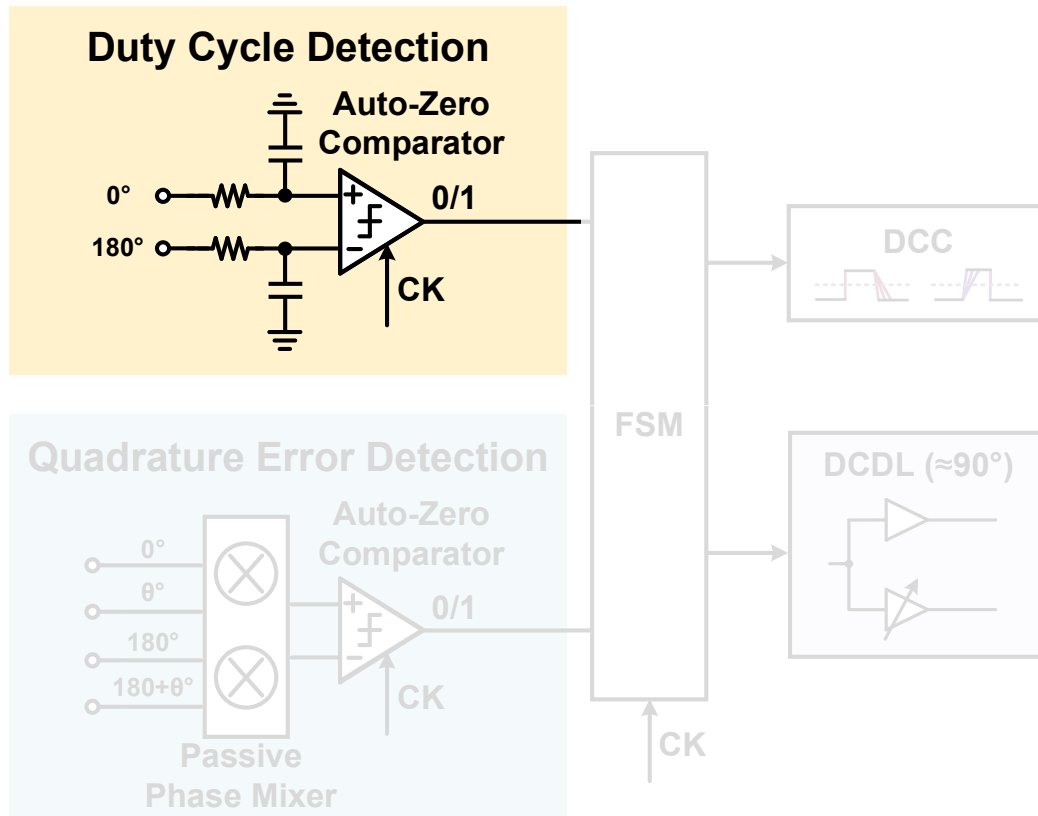 Duty Cycle Detection
Auto-Zero
Comparator
0°
180°
+
−
0/1
CK
DCC
FSM
Quadrature Error Detection
Auto-Zero
Comparator
0°
θ°
180°
180+θ°
+
−
0/1
CK
Passive
Phase Mixer
DCDL (≈90°)
CK